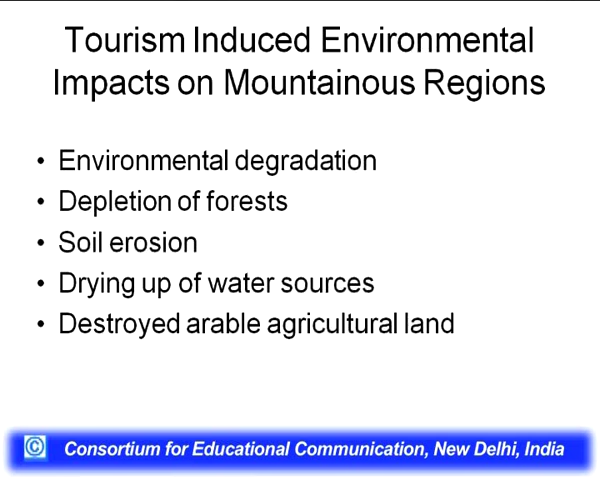 Tourism Induced Environmental
Impacts on Mountainous Regions
• Environmental degradation
• Depletion of forests
• Soil erosion
• Drying up of water sources
• Destroyed arable agricultural land
© Consortium for Educational Communication, New Delhi, India